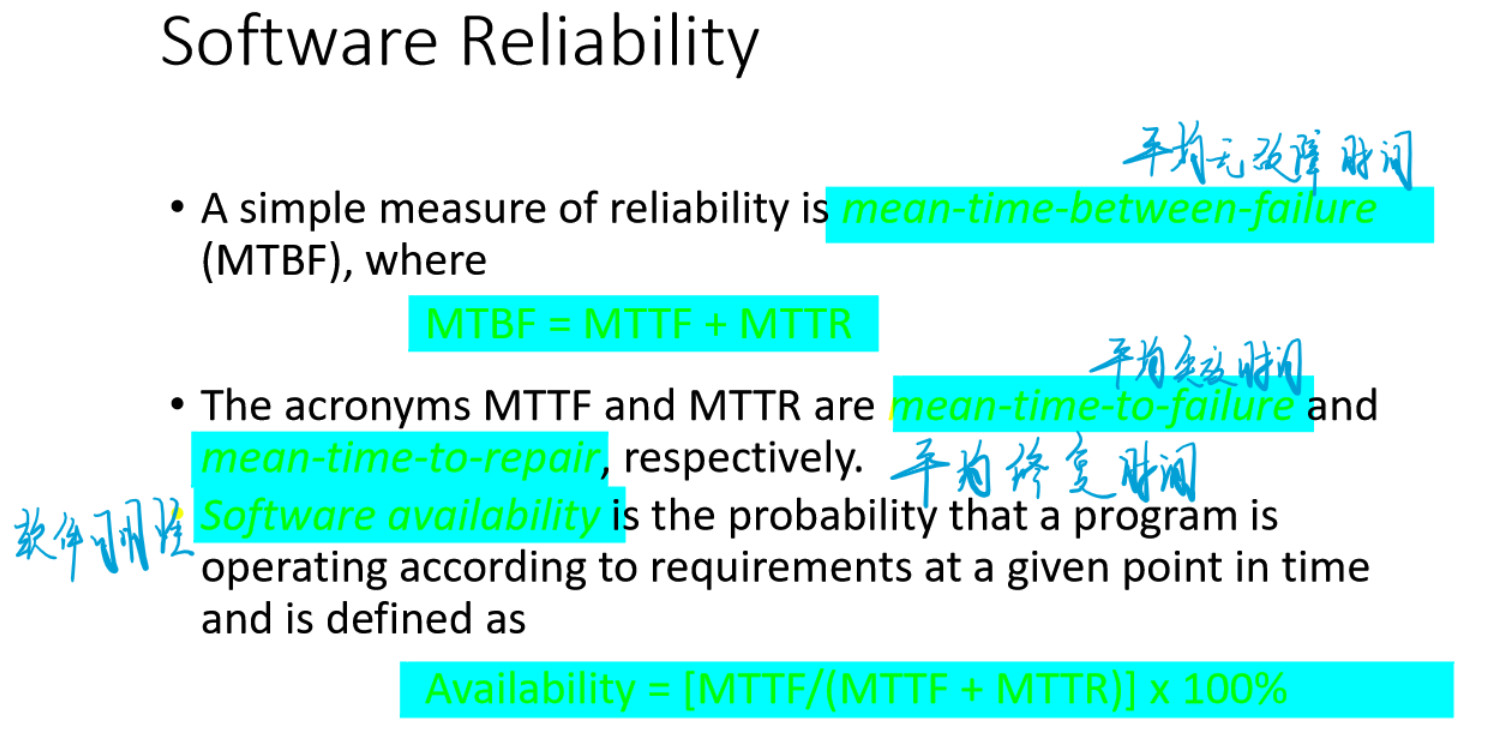 Software Reliability
平均无故障时间
• A simple measure of reliability is mean-time-between-failure
(MTBF), where
MTBF = MTTF + MTTR
平均失效时间
• The acronyms MTTF and MTTR are mean-time-to-failure and
mean-time-to-repair, respectively.
平均修复时间
软件可用性
• Software availability is the probability that a program is
operating according to requirements at a given point in time
and is defined as
Availability = [MTTF/(MTTF + MTTR)] x 100%